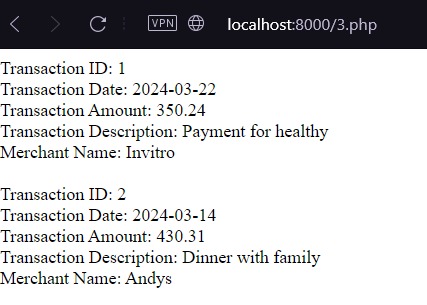 VPN localhost:8000/3.php
Transaction ID: 1
Transaction Date: 2024-03-22
Transaction Amount: 350.24
Transaction Description: Payment for healthy
Merchant Name: Invitro
Transaction ID: 2
Transaction Date: 2024-03-14
Transaction Amount: 430.31
Transaction Description: Dinner with family
Merchant Name: Andys